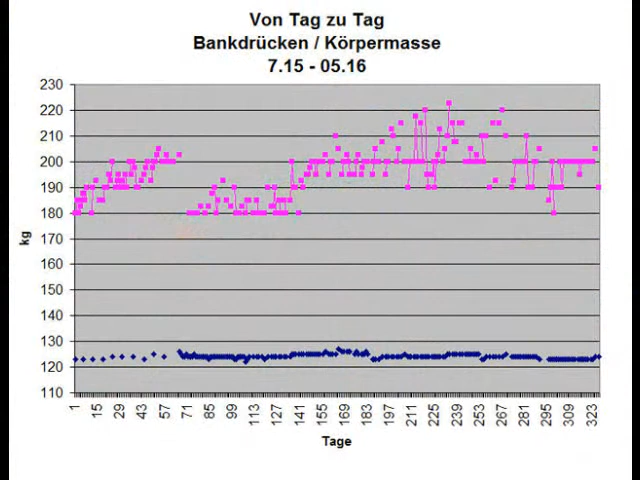 Von Tag zu Tag
Bankdrücken / Körpermasse
7.15 - 05.16
230
220
210
200
190
180
170
160
150
140
130
120
110
kg
1 15 29 43 57 71 85 99 113 127 141 155 169 183 197 211 225 239 253 267 281 295 309 323
Tage